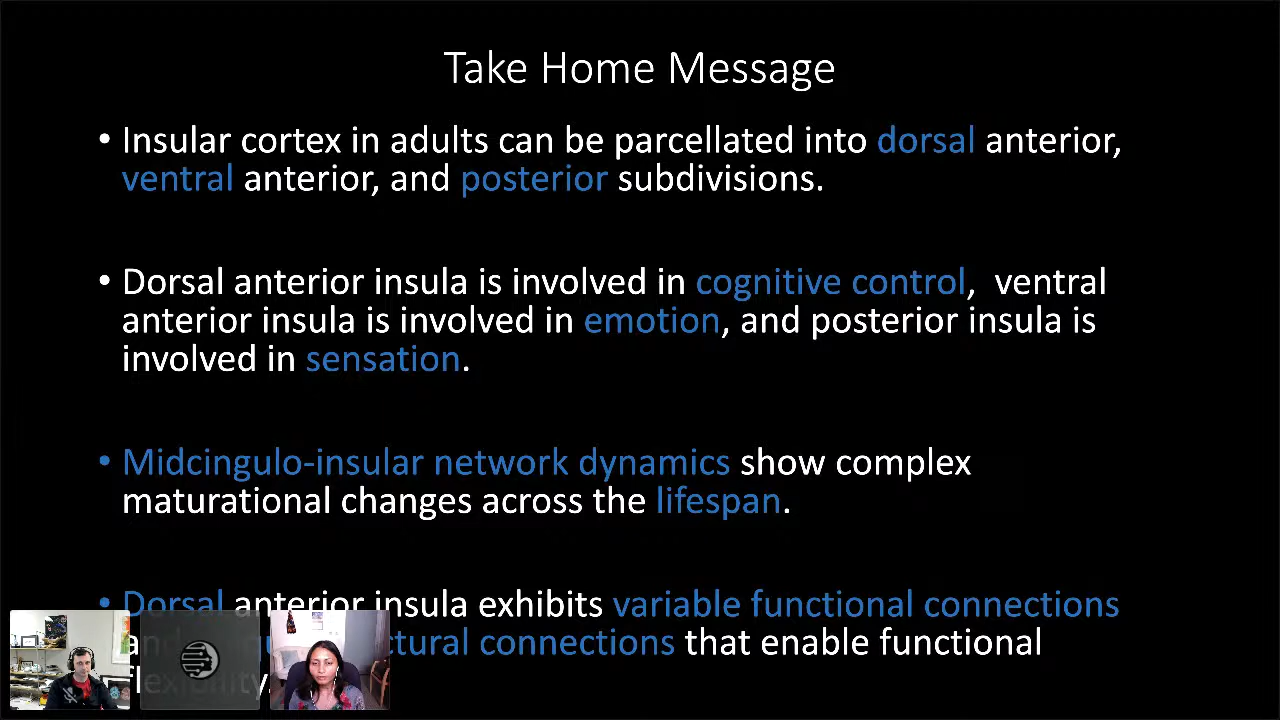 Take Home Message
• Insular cortex in adults can be parcellated into dorsal anterior,
ventral anterior, and posterior subdivisions.
• Dorsal anterior insula is involved in cognitive control,  ventral
anterior insula is involved in emotion, and posterior insula is
involved in sensation.
• Midcingulo-insular network dynamics show complex
maturational changes across the lifespan.
• Dorsal anterior insula exhibits variable functional connections
connections that enable functional
flexibility.